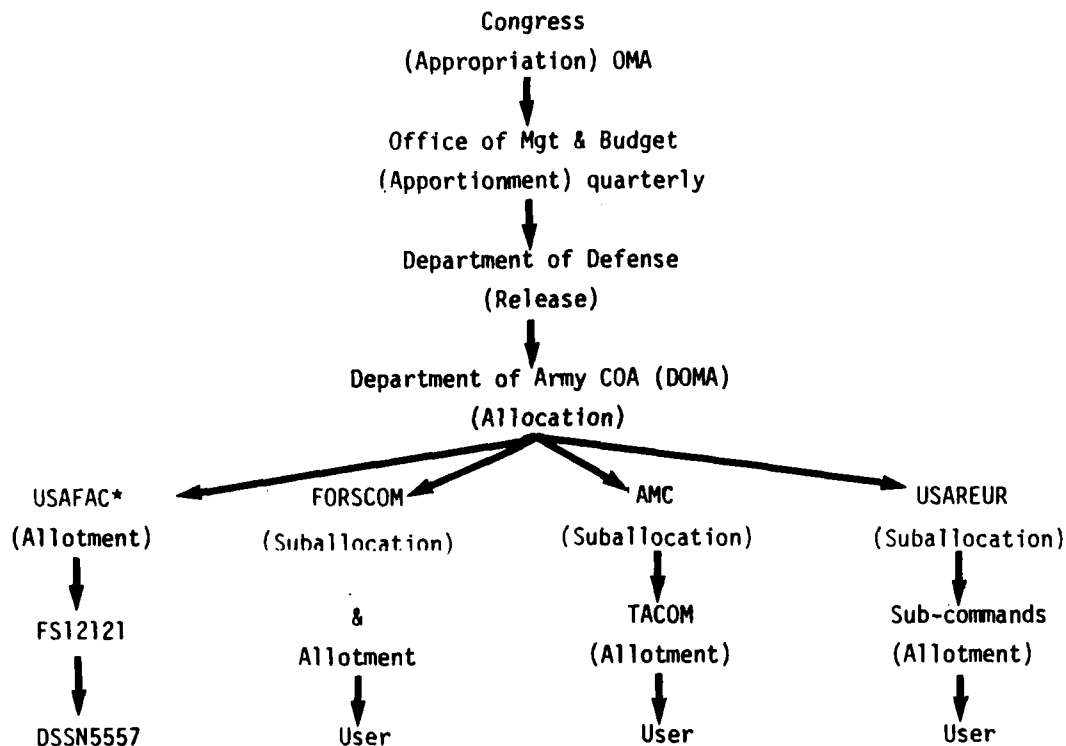 Congress
(Appropriation) OMA
Office of Mgt & Budget
(Apportionment) quarterly
Department of Defense
(Release)
Department of Army COA (DOMA)
(Allocation)
USAFAC* FORSCOM AMC USAREUR
(Allotment) (Suballocation) (Suballocation) (Suballocation)
FS12121 & TACOM Sub-commands
Allotment (Allotment) (Allotment)
DSSN5557 User User User